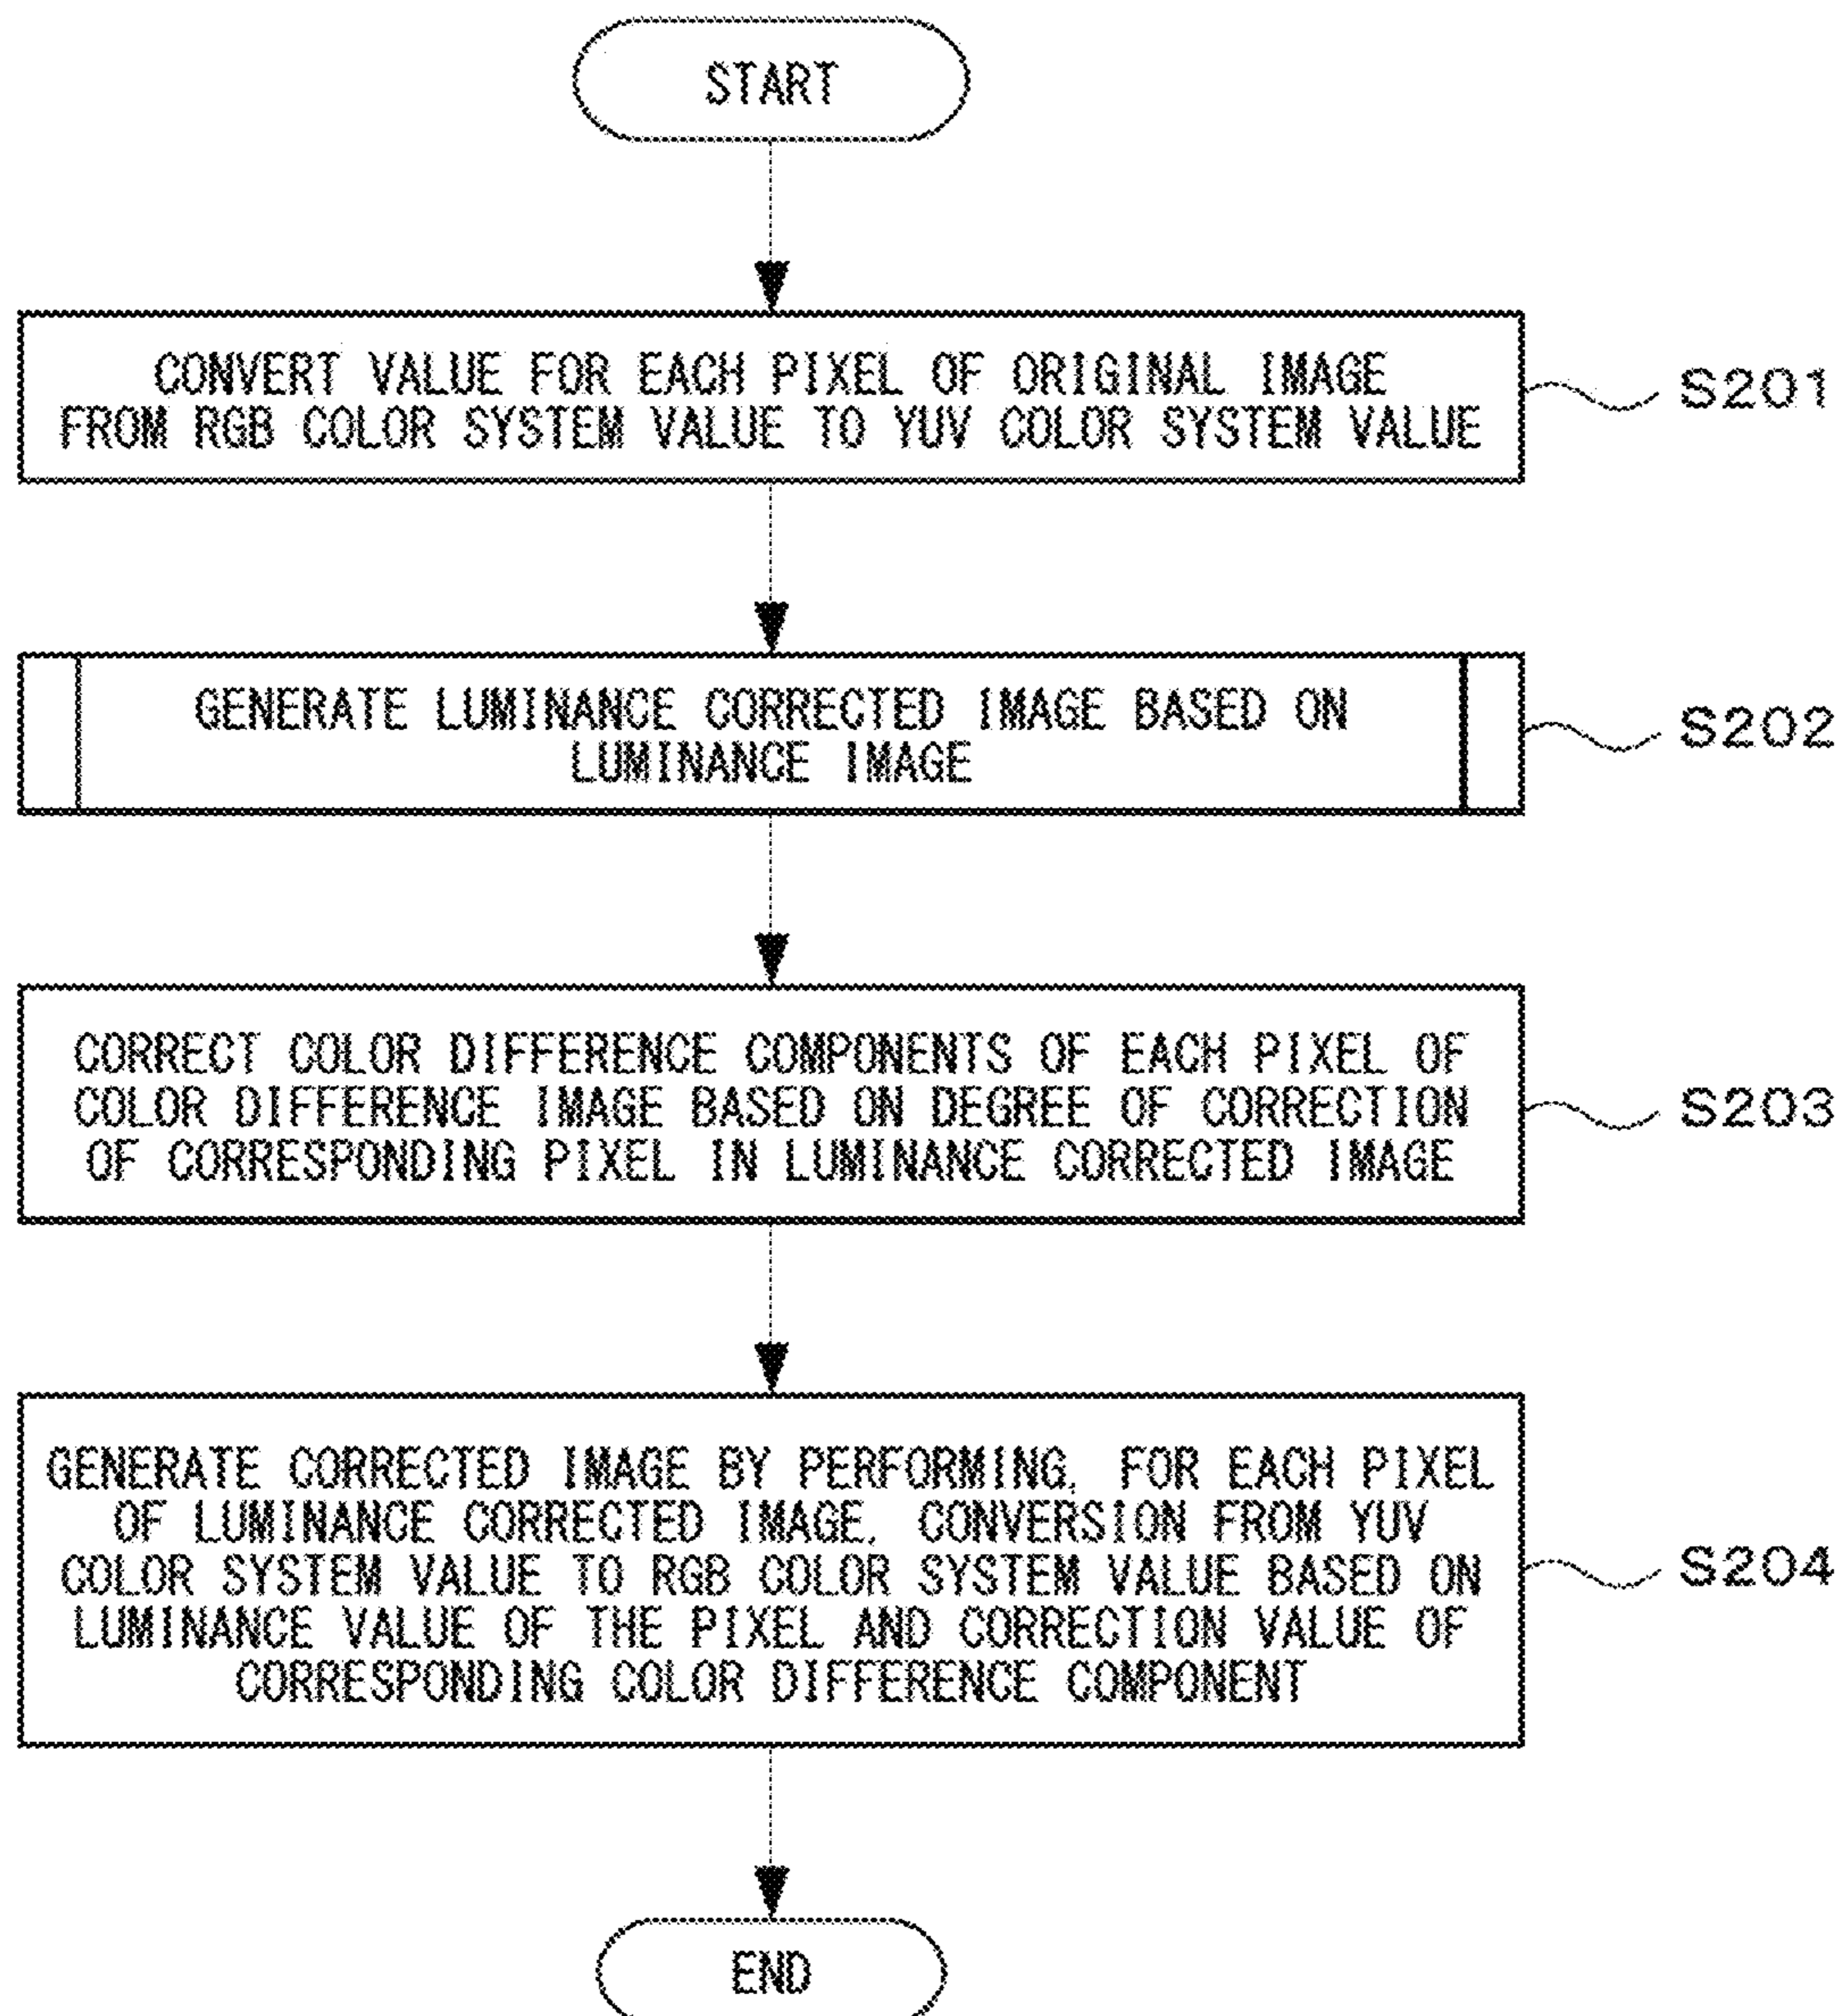 START
CONVERT VALUE FOR EACH PIXEL OF ORIGINAL IMAGE
FROM RGB COLOR SYSTEM VALUE TO YUV COLOR SYSTEM VALUE
S201
GENERATE LUMINANCE CORRECTED IMAGE BASED ON
LUMINANCE IMAGE
S202
CORRECT COLOR DIFFERENCE COMPONENTS OF EACH PIXEL OF
COLOR DIFFERENCE IMAGE BASED ON DEGREE OF CORRECTION
OF CORRESPONDING PIXEL IN LUMINANCE CORRECTED IMAGE
S203
GENERATE CORRECTED IMAGE BY PERFORMING, FOR EACH PIXEL
OF LUMINANCE CORRECTED IMAGE, CONVERSION FROM YUV
COLOR SYSTEM VALUE TO RGB COLOR SYSTEM VALUE BASED ON
LUMINANCE VALUE OF THE PIXEL AND CORRECTION VALUE OF
CORRESPONDING COLOR DIFFERENCE COMPONENT
S204
END